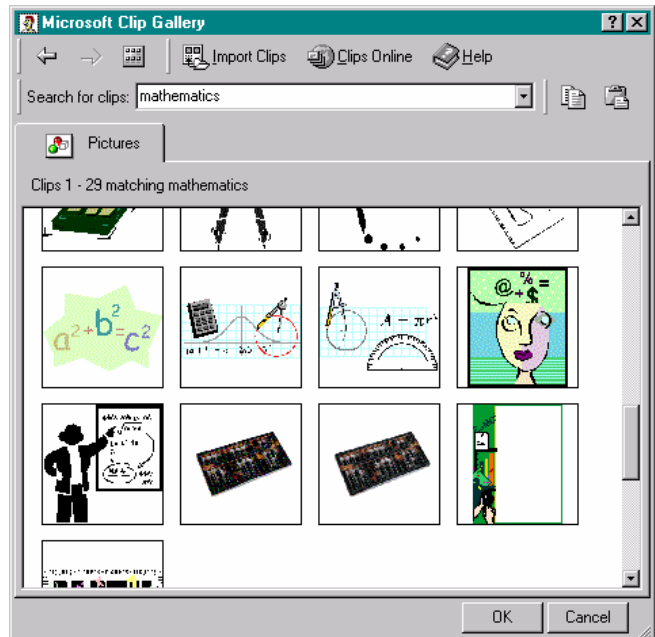 Microsoft Clip Gallery
Import Clips Clips Online Help
Search for clips: mathematics
Pictures
Clips 1 - 29 matching mathematics
a²+b²=c²
A = πr²
@ % + $ =
OK Cancel